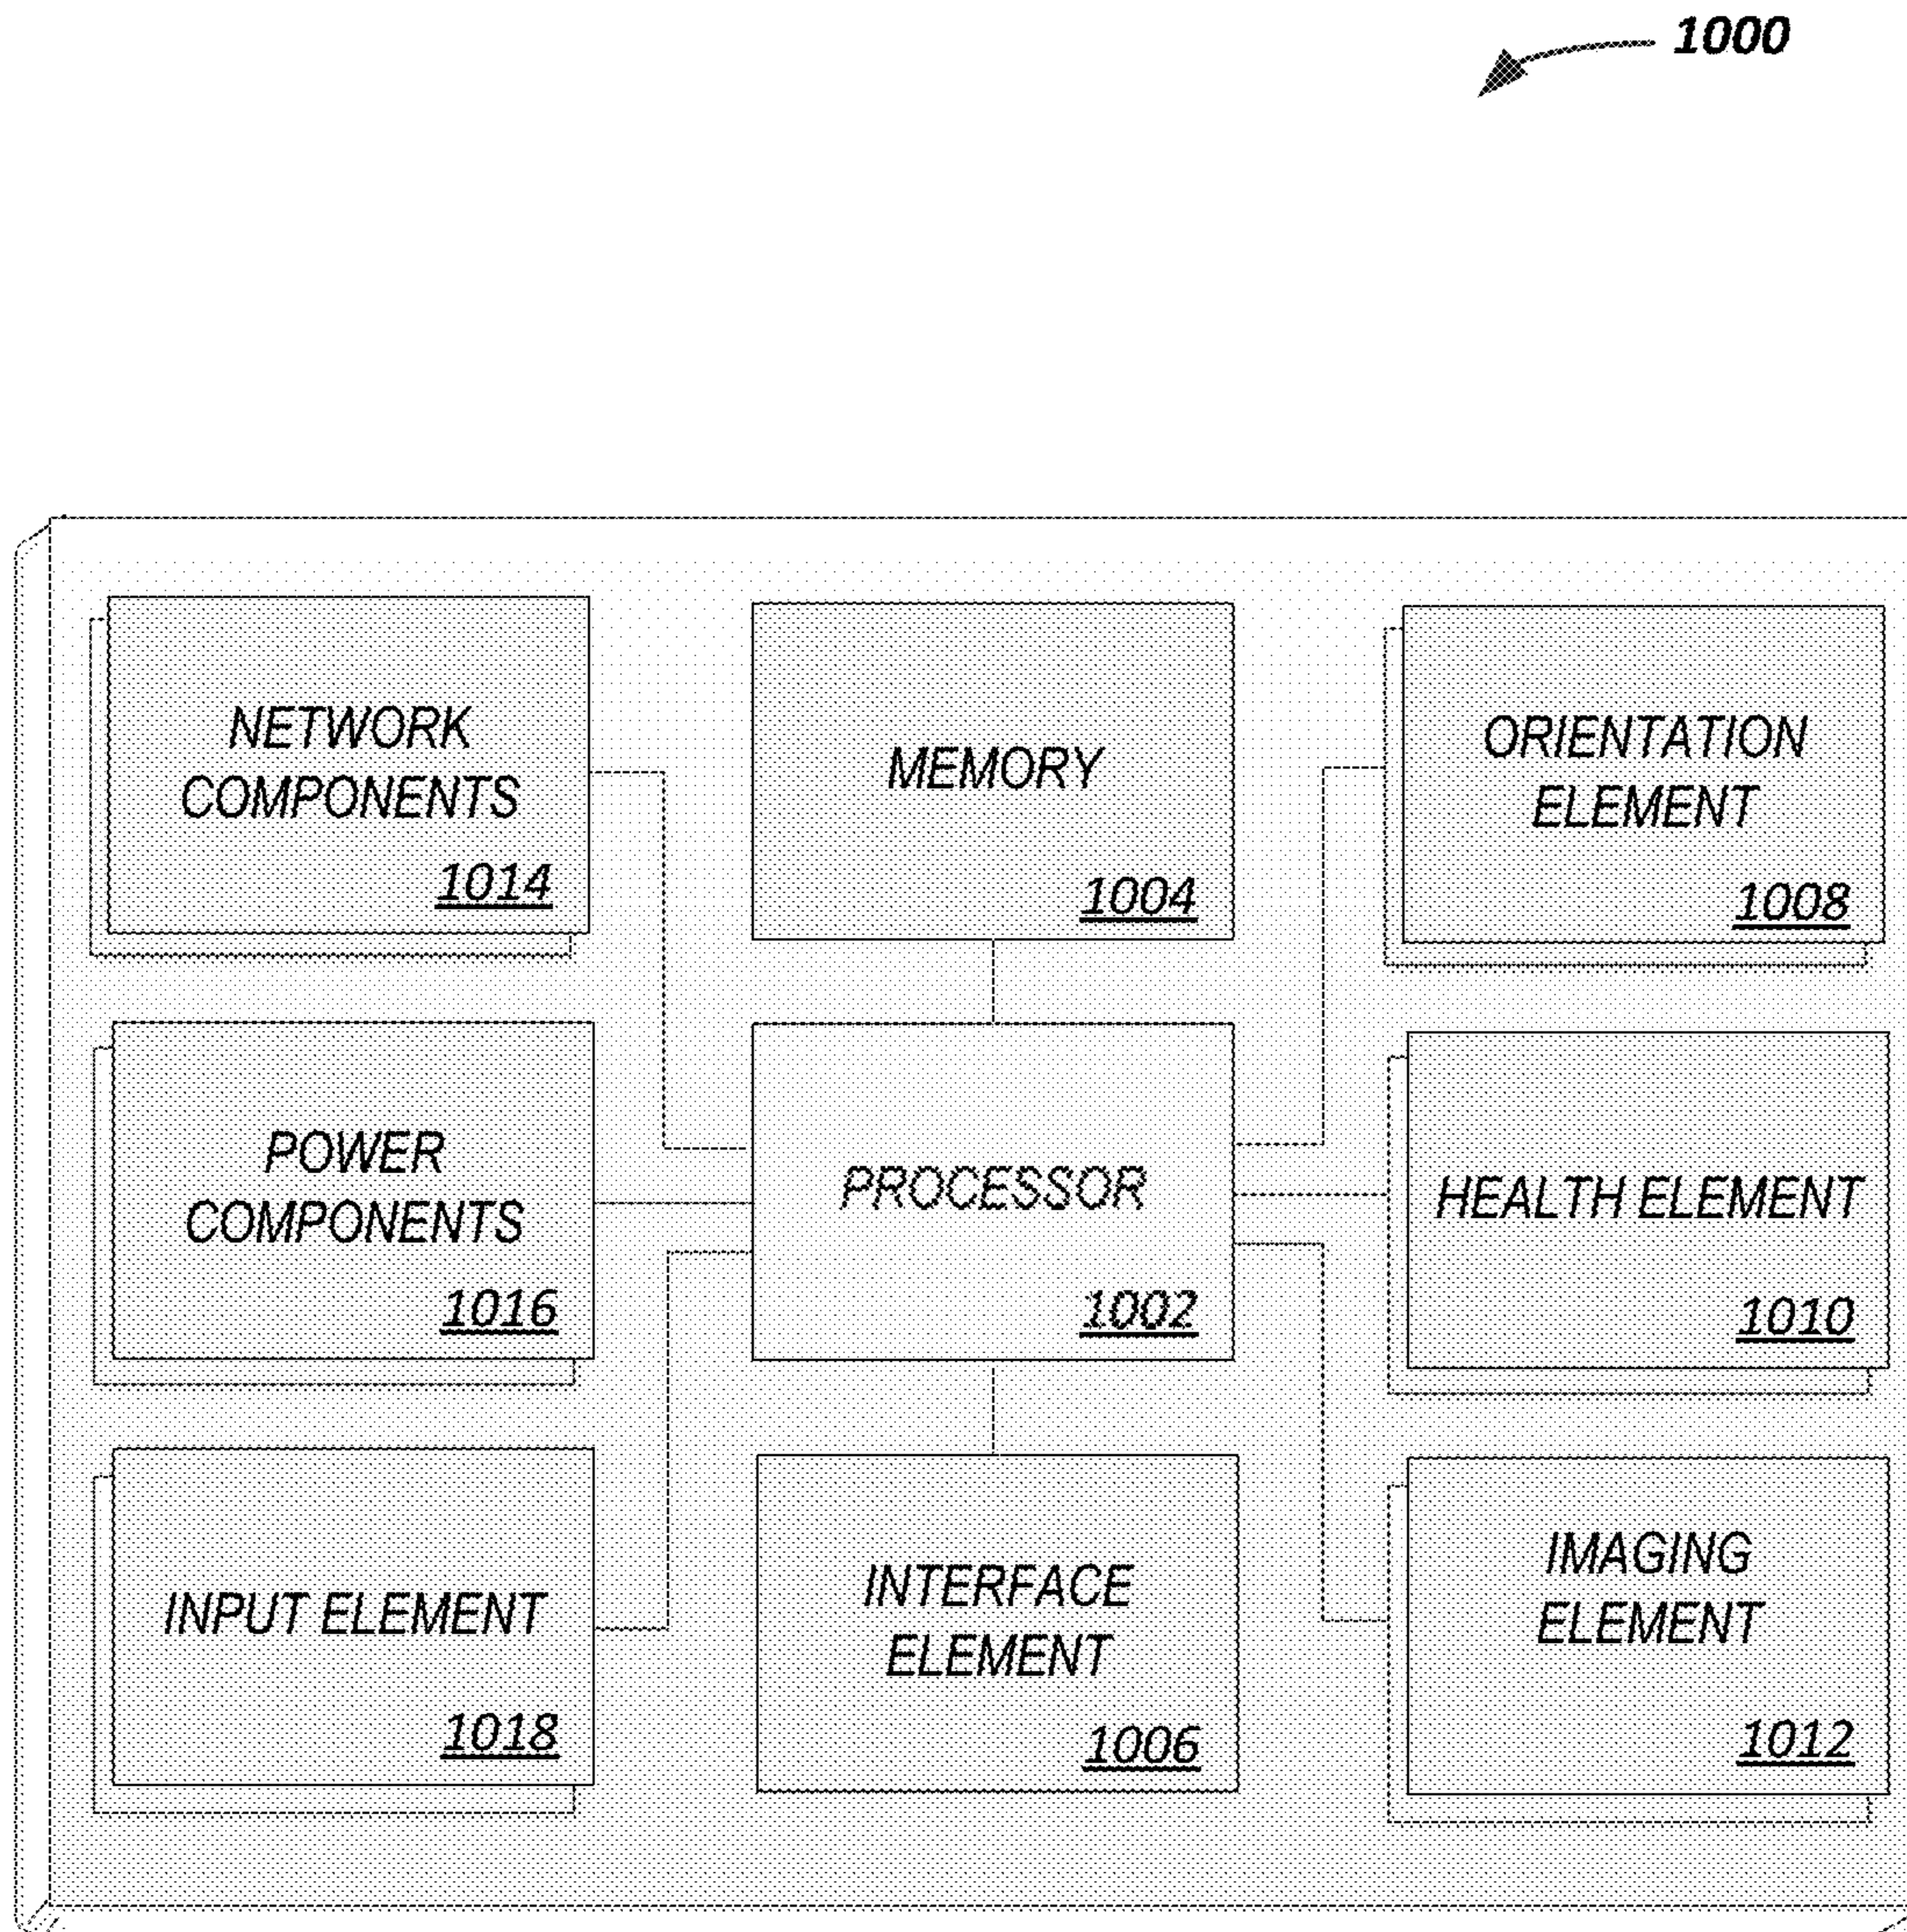 1000
NETWORK
COMPONENTS
1014
MEMORY
1004
ORIENTATION
ELEMENT
1008
POWER
COMPONENTS
1016
PROCESSOR
1002
HEALTH ELEMENT
1010
INPUT ELEMENT
1018
INTERFACE
ELEMENT
1006
IMAGING
ELEMENT
1012